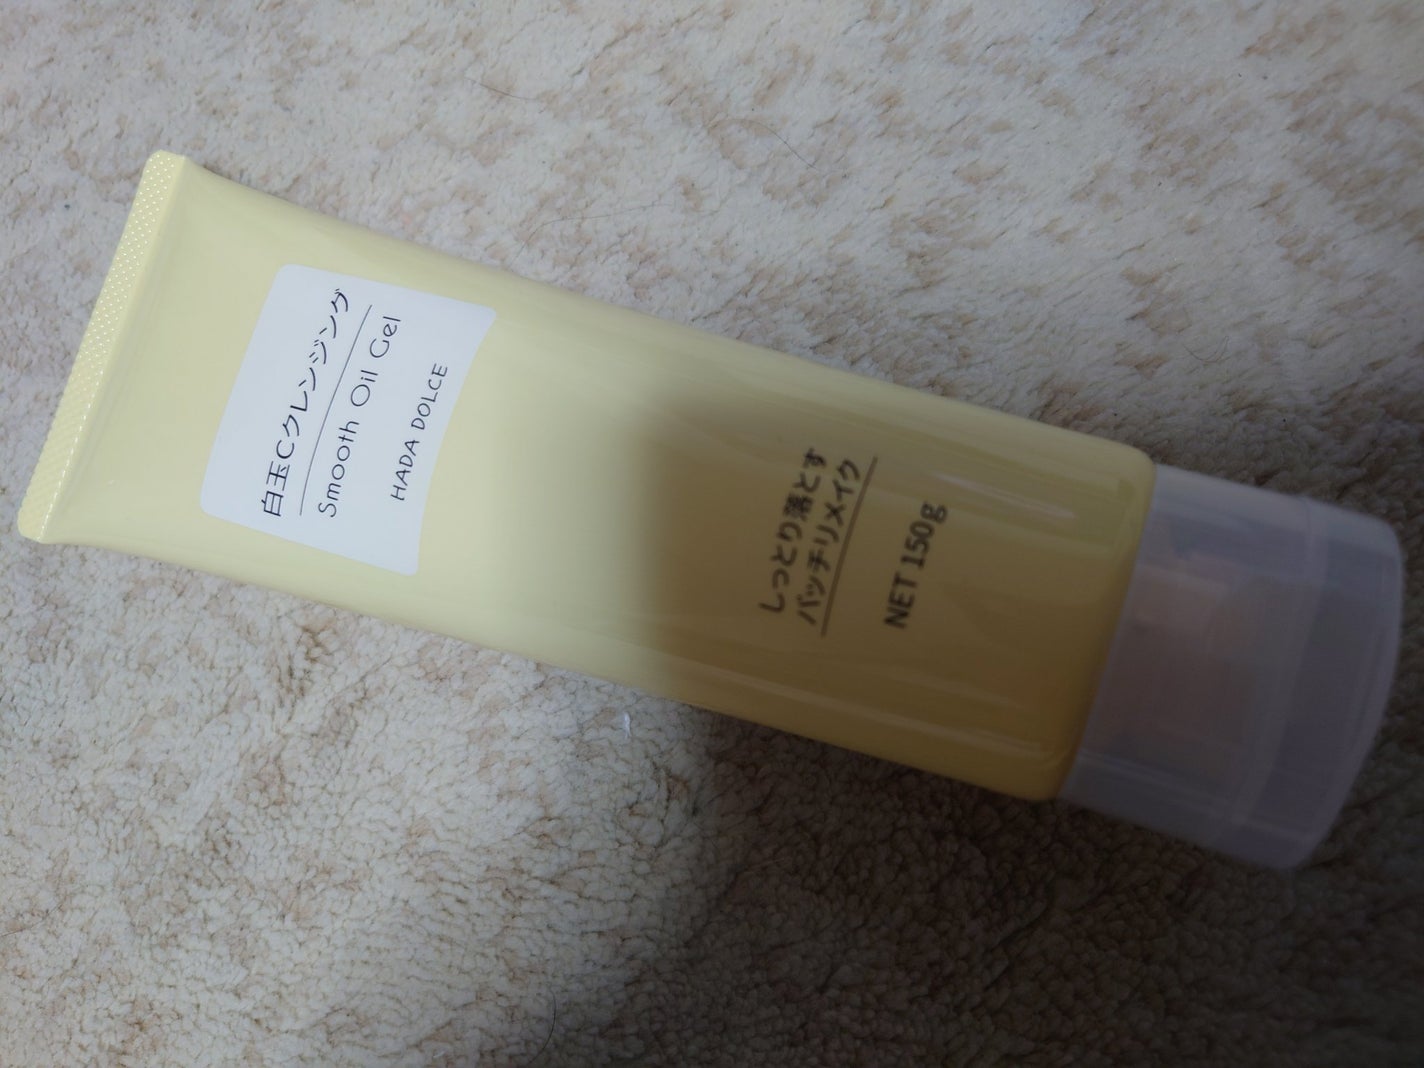 白玉Cクレンジング
Smooth Oil Gel
HADA DOLCE
しっとり落とす
パッチリメイク
NET 150g